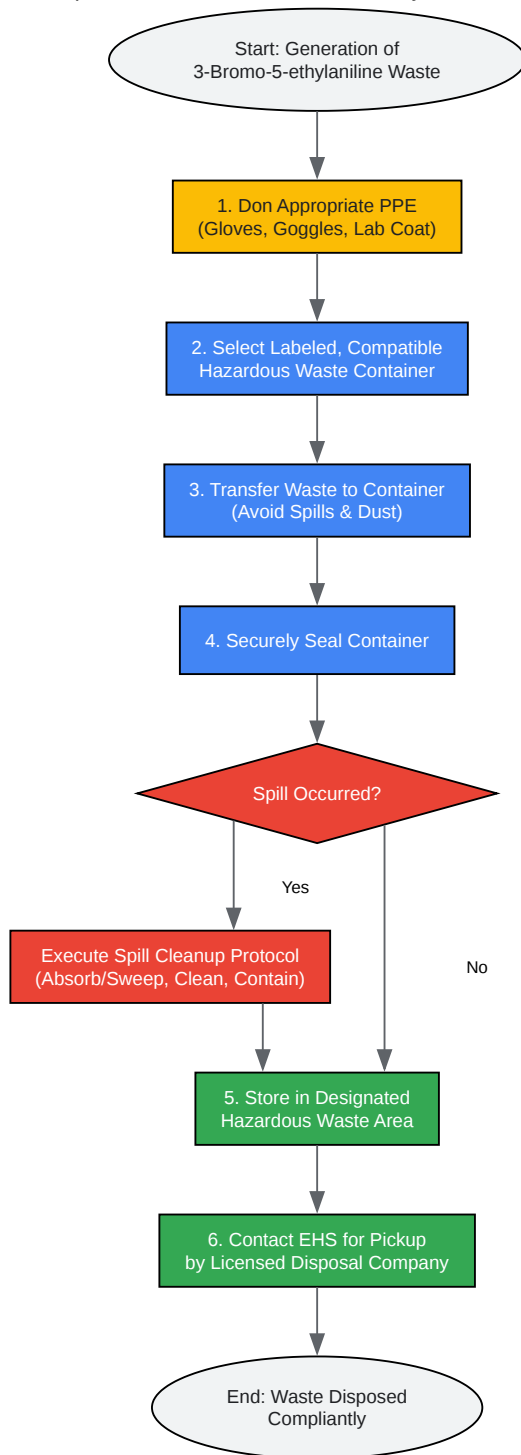 Start: Generation of
3-Bromo-5-ethylaniline Waste
1. Don Appropriate PPE
(Gloves, Goggles, Lab Coat)
2. Select Labeled, Compatible
Hazardous Waste Container
3. Transfer Waste to Container
(Avoid Spills & Dust)
4. Securely Seal Container
Spill Occurred?
Yes
Execute Spill Cleanup Protocol
(Absorb/Sweep, Clean, Contain)
No
5. Store in Designated
Hazardous Waste Area
6. Contact EHS for Pickup
by Licensed Disposal Company
End: Waste Disposed
Compliantly